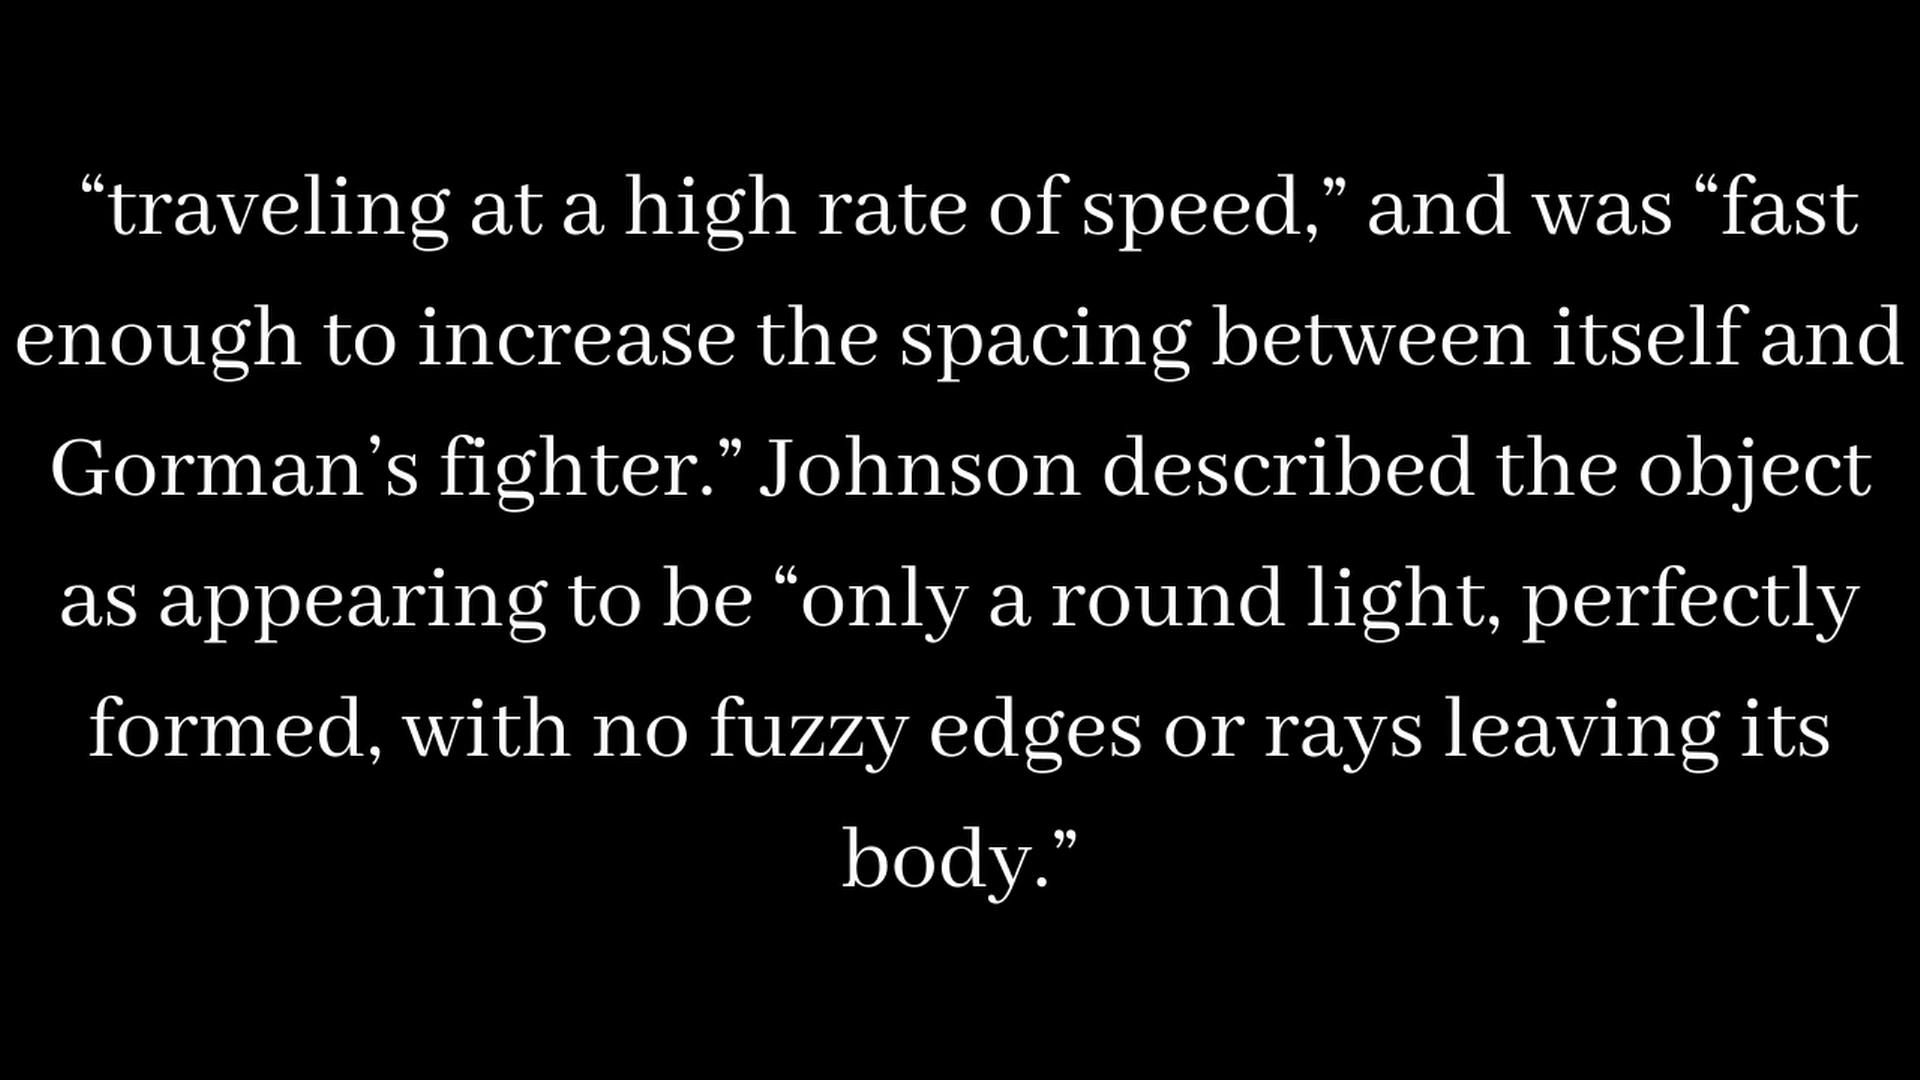 “traveling at a high rate of speed,” and was “fast
enough to increase the spacing between itself and
Gorman’s fighter.” Johnson described the object
as appearing to be “only a round light, perfectly
formed, with no fuzzy edges or rays leaving its
body.”